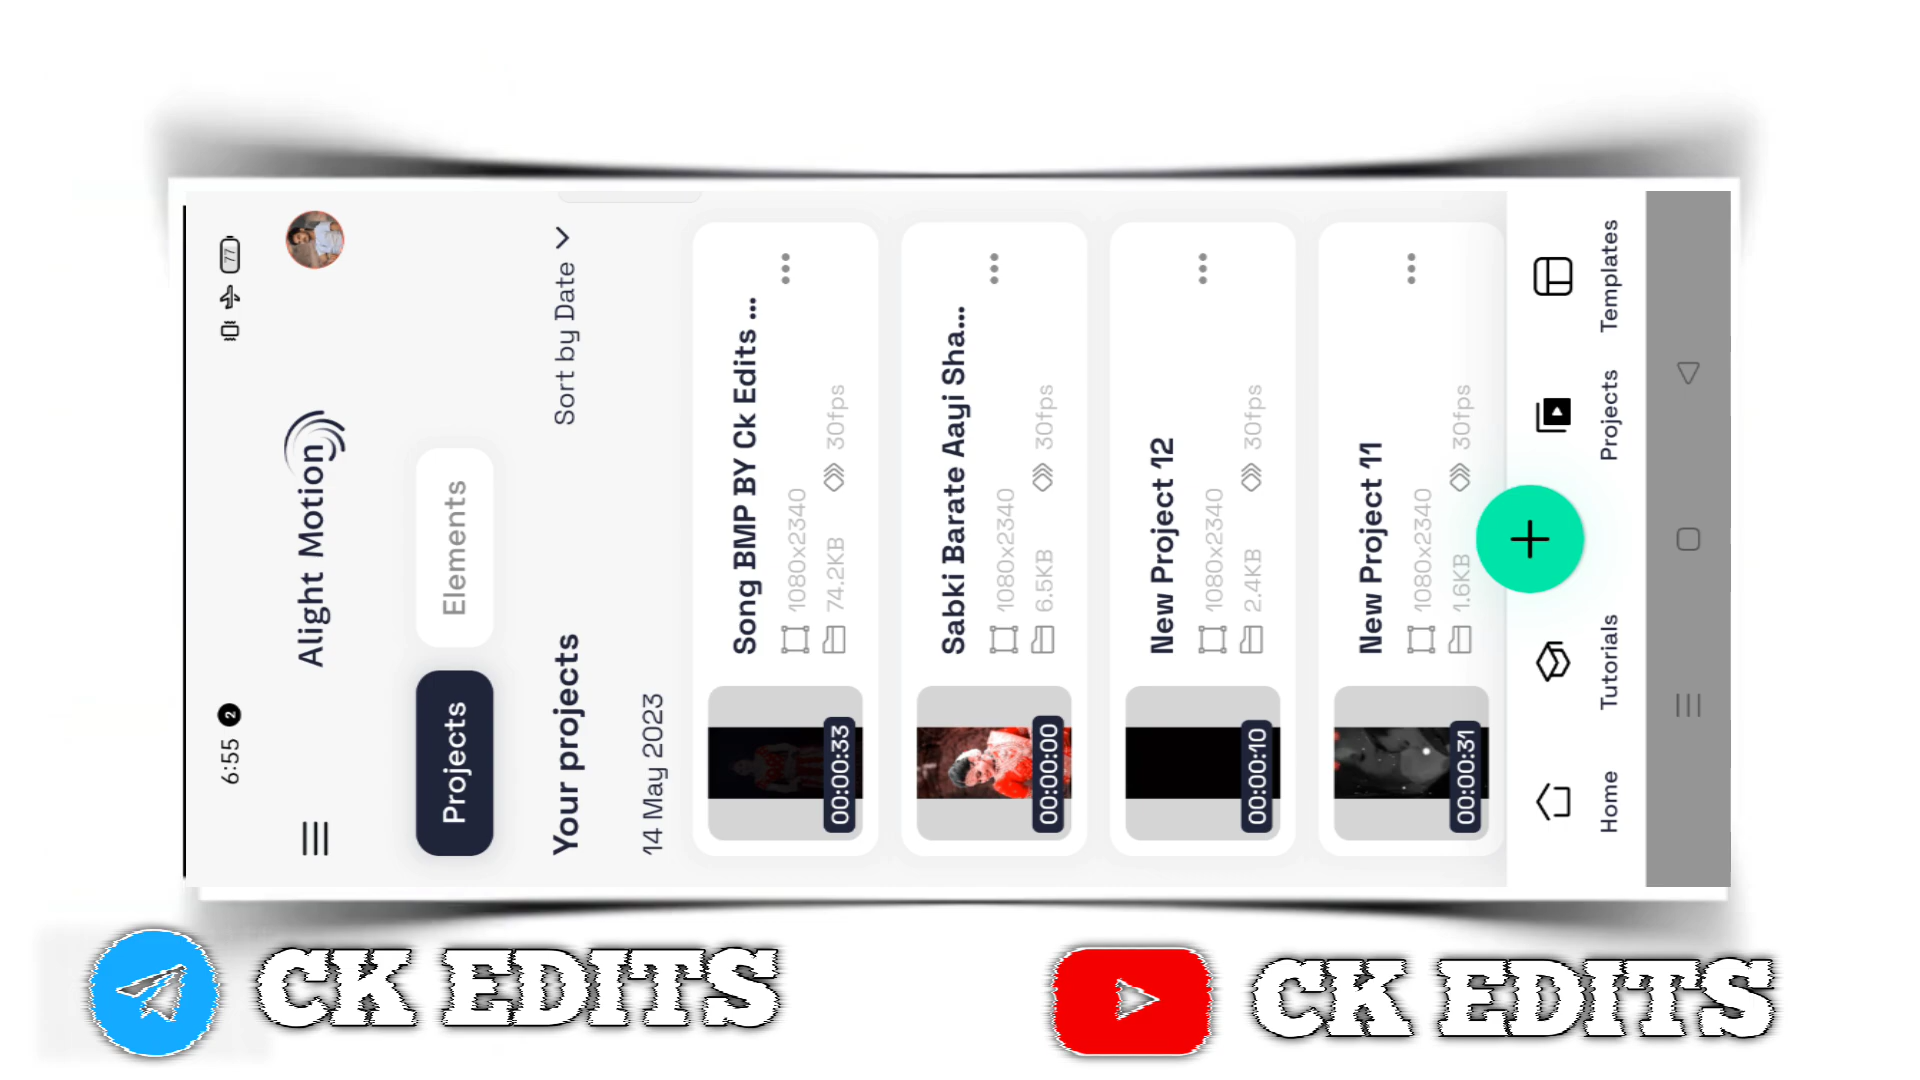 6:55 2
77
Alight Motion
Projects Elements
Your projects Sort by Date
14 May 2023
Song BMP BY Ck Edits ...
1080x2340
74.2KB 30fps
00:00:33
Sabki Barate Aayi Sha...
1080x2340
6.5KB 30fps
00:00:00
New Project 12
1080x2340
2.4KB 30fps
00:00:10
New Project 11
1080x2340
1.6KB 30fps
00:00:31
Home Tutorials Projects Templates
CK EDITS
CK EDITS